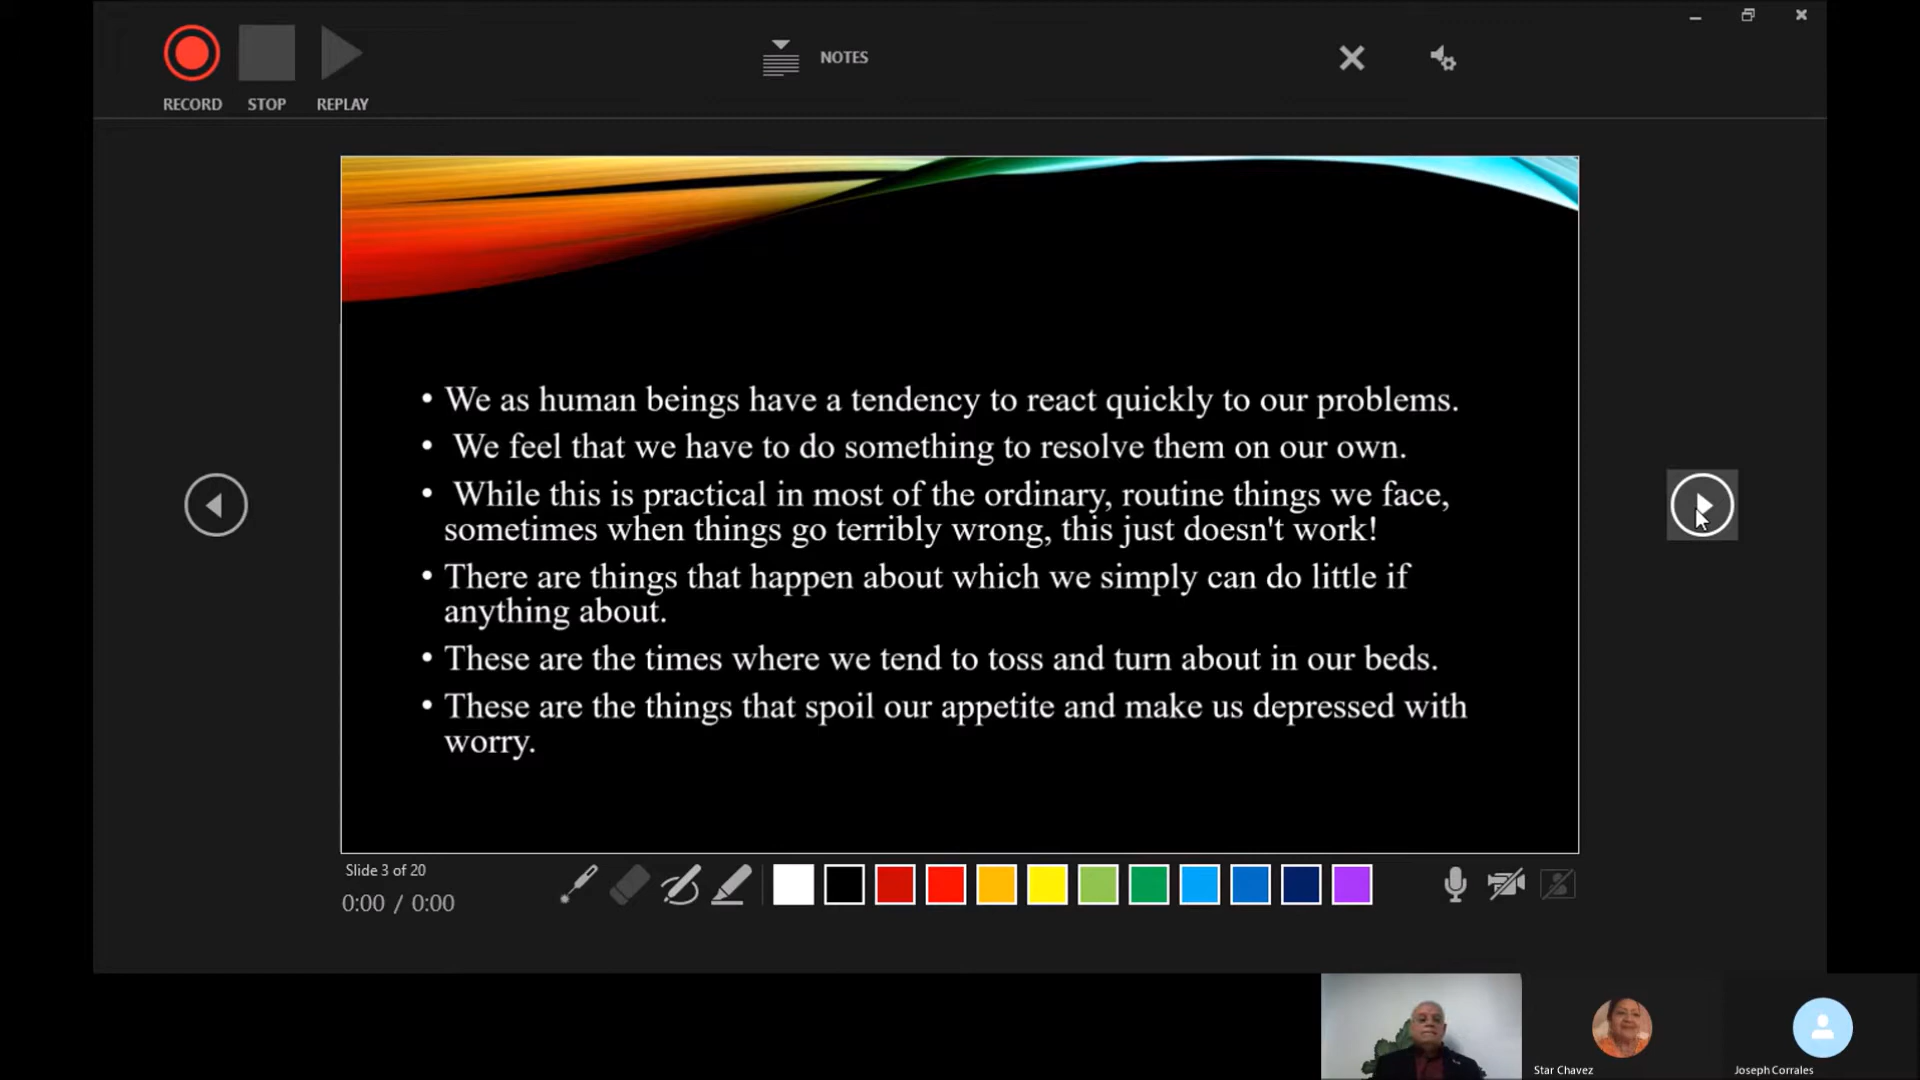 RECORD
STOP
REPLAY
NOTES
• We as human beings have a tendency to react quickly to our problems.
• We feel that we have to do something to resolve them on our own.
• While this is practical in most of the ordinary, routine things we face,
sometimes when things go terribly wrong, this just doesn't work!
• There are things that happen about which we simply can do little if
anything about.
• These are the times where we tend to toss and turn about in our beds.
• These are the things that spoil our appetite and make us depressed with
worry.
Slide 3 of 20
0:00 / 0:00
Star Chavez
Joseph Corrales